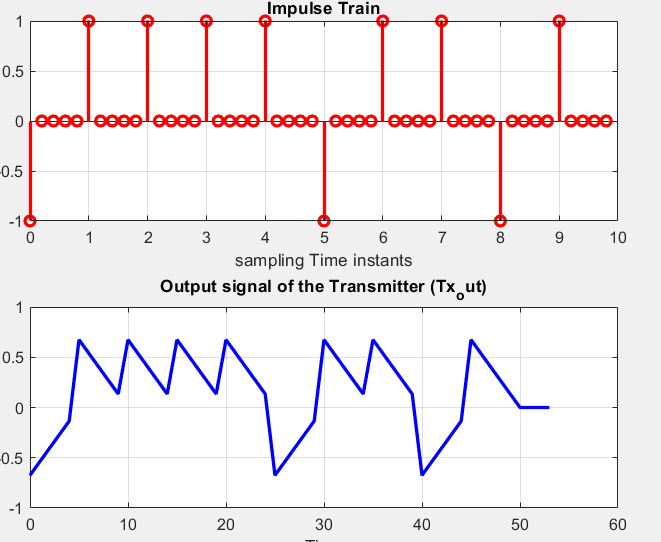 Impulse Train
1
0.5
0
-0.5
-1
0 1 2 3 4 5 6 7 8 9 10
sampling Time instants
Output signal of the Transmitter (Txout)
1
0.5
0
-0.5
-1
0 10 20 30 40 50 60